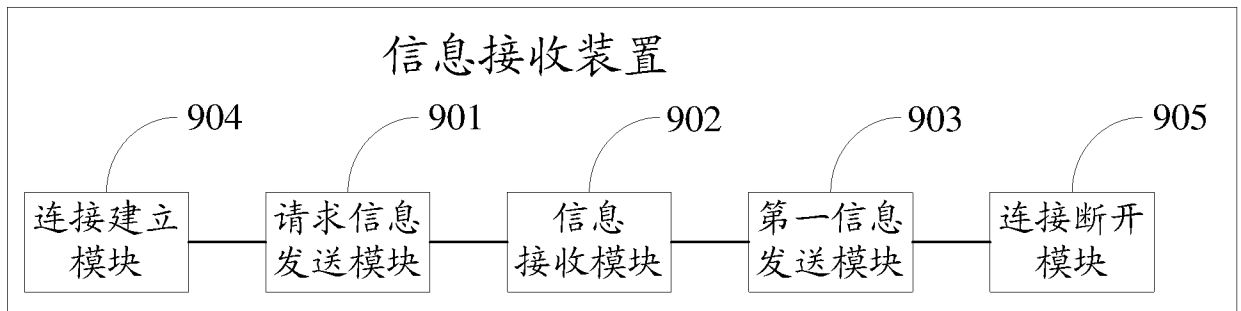 信息接收装置
904 901 902 903 905
连接建立 请求信息 信息 第一信息 连接断开
模块 发送模块 接收模块 发送模块 模块